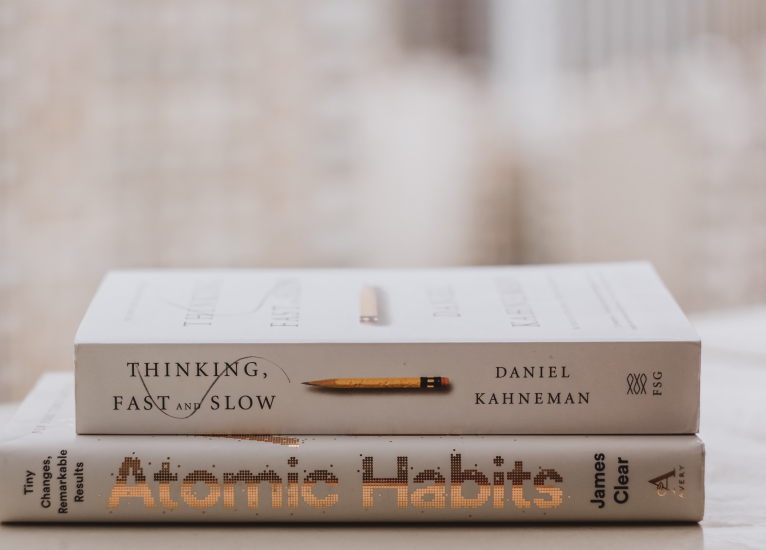 THINKING,
FAST AND SLOW
DANIEL
KAHNEMAN
FSG
Tiny
Changes,
Remarkable
Results
Atomic Habits
James
Clear
A
AVERY